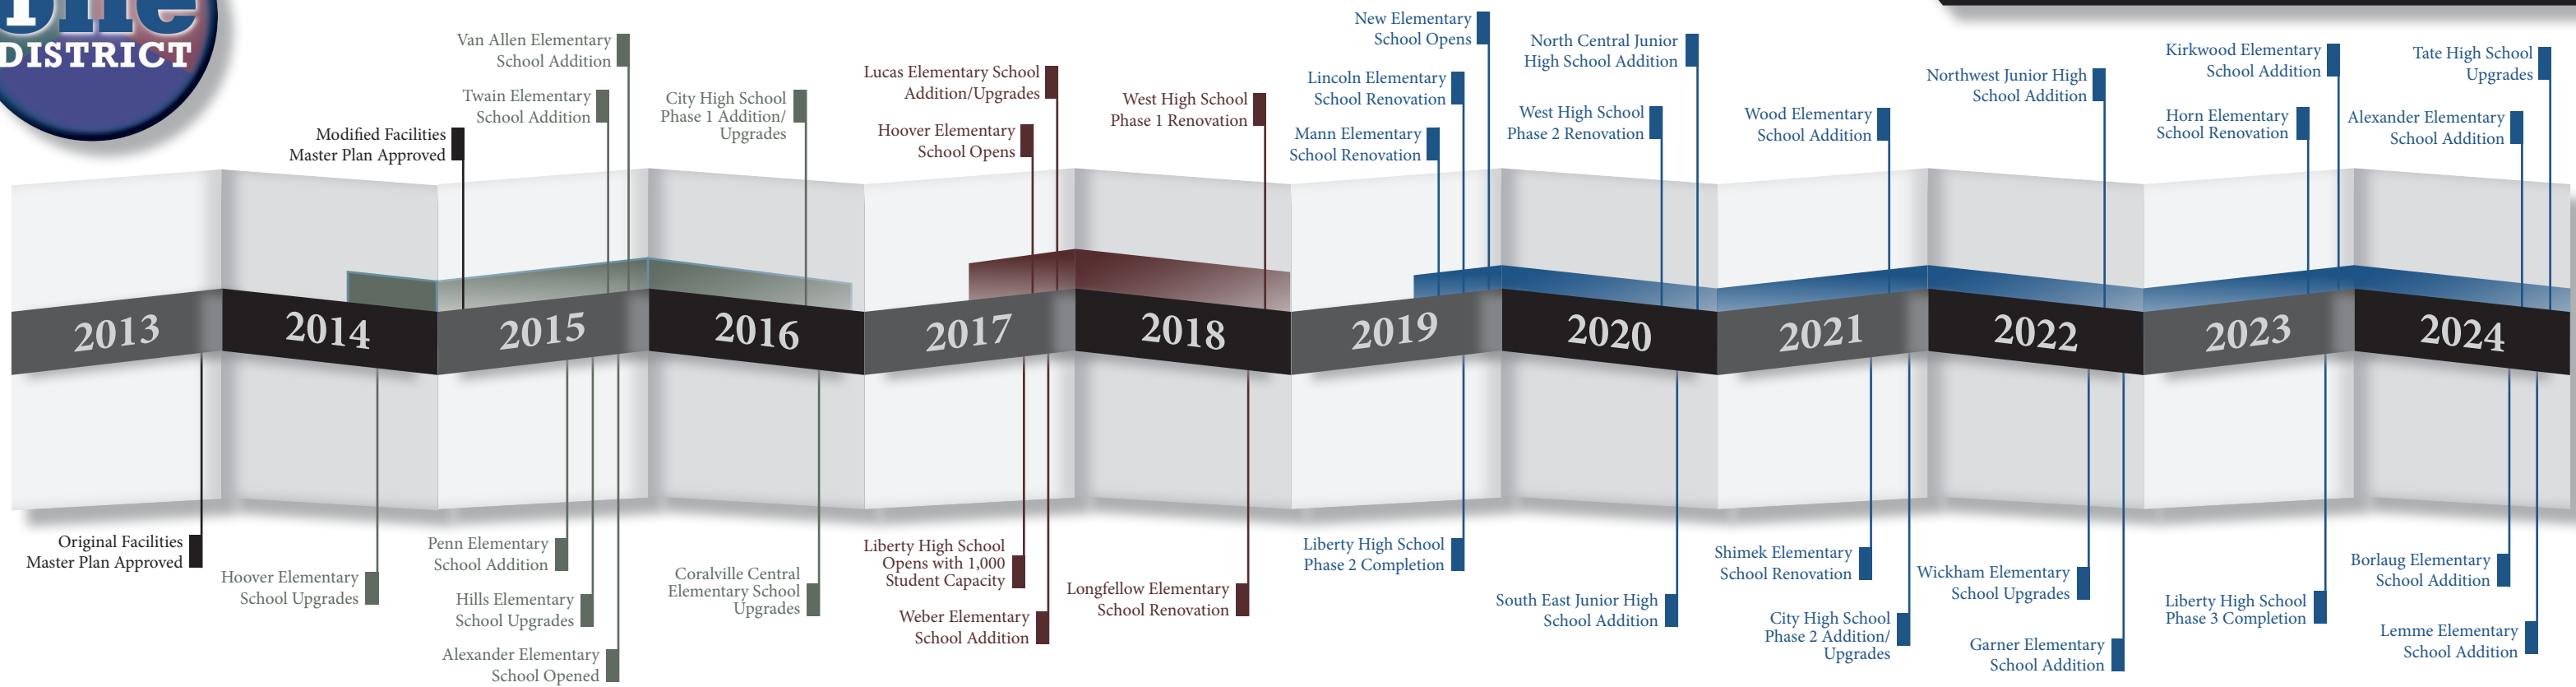 DISTRICT
Modified Facilities
Master Plan Approved
Van Allen Elementary
School Addition
Twain Elementary
School Addition
City High School
Phase 1 Addition/
Upgrades
Lucas Elementary School
Addition/Upgrades
Hoover Elementary
School Opens
West High School
Phase 1 Renovation
New Elementary
School Opens
Lincoln Elementary
School Renovation
Mann Elementary
School Renovation
North Central Junior
High School Addition
West High School
Phase 2 Renovation
Wood Elementary
School Addition
Northwest Junior High
School Addition
Kirkwood Elementary
School Addition
Horn Elementary
School Renovation
Tate High School
Upgrades
Alexander Elementary
School Addition
2013
2014
2015
2016
2017
2018
2019
2020
2021
2022
2023
2024
Original Facilities
Master Plan Approved
Hoover Elementary
School Upgrades
Penn Elementary
School Addition
Hills Elementary
School Upgrades
Alexander Elementary
School Opened
Coralville Central
Elementary School
Upgrades
Liberty High School
Opens with 1,000
Student Capacity
Weber Elementary
School Addition
Longfellow Elementary
School Renovation
Liberty High School
Phase 2 Completion
South East Junior High
School Addition
Shimek Elementary
School Renovation
City High School
Phase 2 Addition/
Upgrades
Wickham Elementary
School Upgrades
Garner Elementary
School Addition
Liberty High School
Phase 3 Completion
Borlaug Elementary
School Addition
Lemme Elementary
School Addition